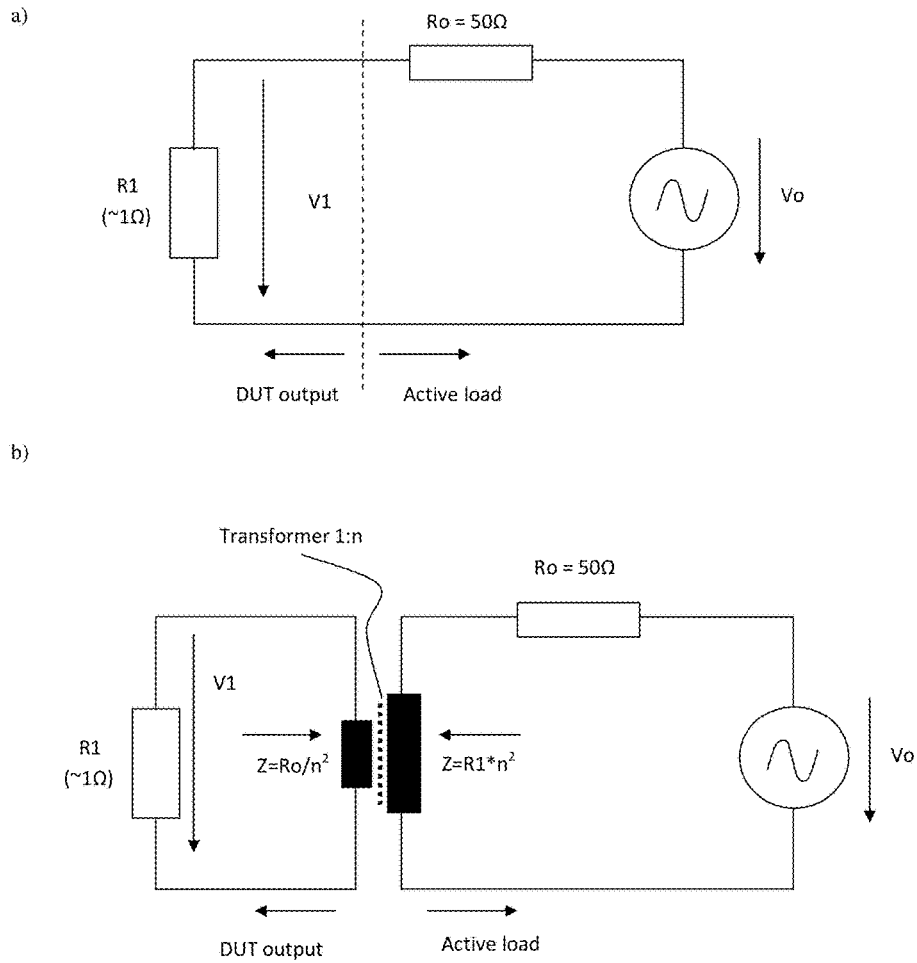 a)
Ro = 50Ω
R1
(~1Ω)
V1
Vo
DUT output
Active load
b)
Transformer 1:n
Ro = 50Ω
V1
R1
(~1Ω)
Z=Ro/n²
Z=R1*n²
Vo
DUT output
Active load